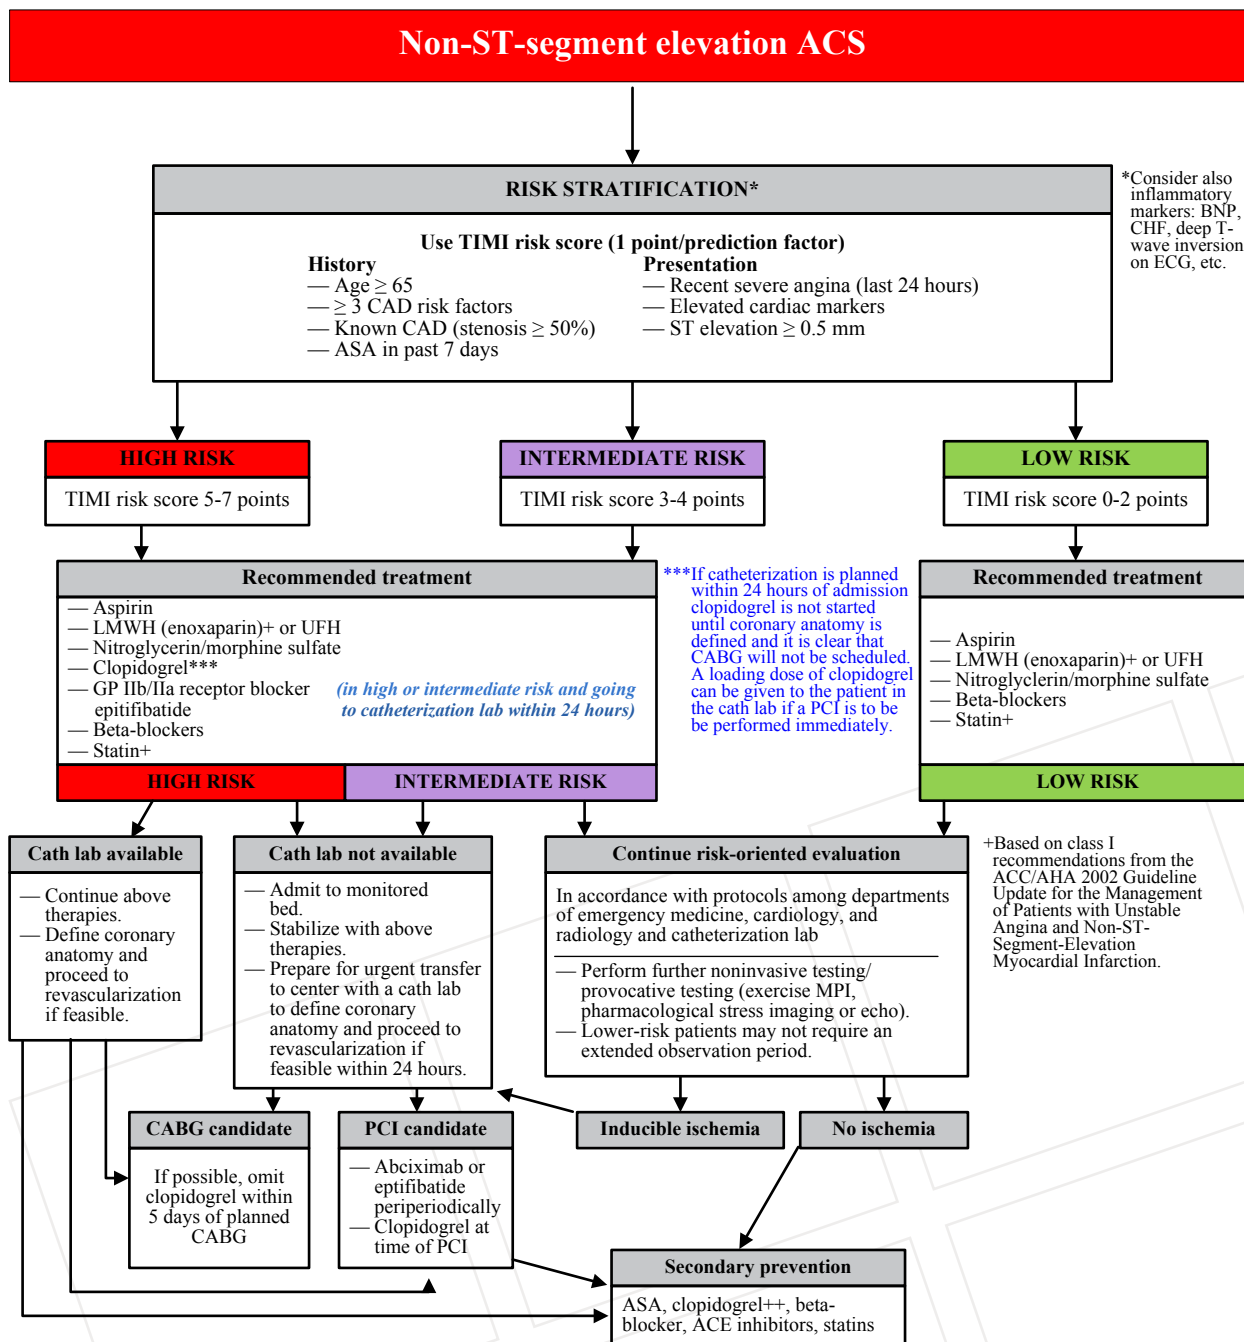 Non-ST-segment elevation ACS
RISK STRATIFICATION*
Use TIMI risk score (1 point/prediction factor)
History
— Age ≥ 65
— ≥ 3 CAD risk factors
— Known CAD (stenosis ≥ 50%)
— ASA in past 7 days
Presentation
— Recent severe angina (last 24 hours)
— Elevated cardiac markers
— ST elevation ≥ 0.5 mm
*Consider also
inflammatory
markers: BNP,
CHF, deep T-
wave inversion
on ECG, etc.
HIGH RISK
TIMI risk score 5-7 points
INTERMEDIATE RISK
TIMI risk score 3-4 points
LOW RISK
TIMI risk score 0-2 points
Recommended treatment
— Aspirin
— LMWH (enoxaparin)+ or UFH
— Nitroglycerin/morphine sulfate
— Clopidogrel***
— GP IIb/IIa receptor blocker
epitifibatide
— Beta-blockers
— Statin+
(in high or intermediate risk and going
to catheterization lab within 24 hours)
HIGH RISK
INTERMEDIATE RISK
***If catheterization is planned
within 24 hours of admission
clopidogrel is not started
until coronary anatomy is
defined and it is clear that
CABG will not be scheduled.
A loading dose of clopidogrel
can be given to the patient in
the cath lab if a PCI is to be
be performed immediately.
Recommended treatment
— Aspirin
— LMWH (enoxaparin)+ or UFH
— Nitroglyclerin/morphine sulfate
— Beta-blockers
— Statin+
LOW RISK
Cath lab available
— Continue above
therapies.
— Define coronary
anatomy and
proceed to
revascularization
if feasible.
Cath lab not available
— Admit to monitored
bed.
— Stabilize with above
therapies.
— Prepare for urgent transfer
to center with a cath lab
to define coronary
anatomy and proceed to
revascularization if
feasible within 24 hours.
Continue risk-oriented evaluation
In accordance with protocols among departments
of emergency medicine, cardiology, and
radiology and catheterization lab
— Perform further noninvasive testing/
provocative testing (exercise MPI,
pharmacological stress imaging or echo).
— Lower-risk patients may not require an
extended observation period.
+Based on class I
recommendations from the
ACC/AHA 2002 Guideline
Update for the Management
of Patients with Unstable
Angina and Non-ST-
Segment-Elevation
Myocardial Infarction.
CABG candidate
If possible, omit
clopidogrel within
5 days of planned
CABG
PCI candidate
— Abciximab or
eptifibatide
periperiodically
— Clopidogrel at
time of PCI
Inducible ischemia
No ischemia
Secondary prevention
ASA, clopidogrel++, beta-
blocker, ACE inhibitors, statins